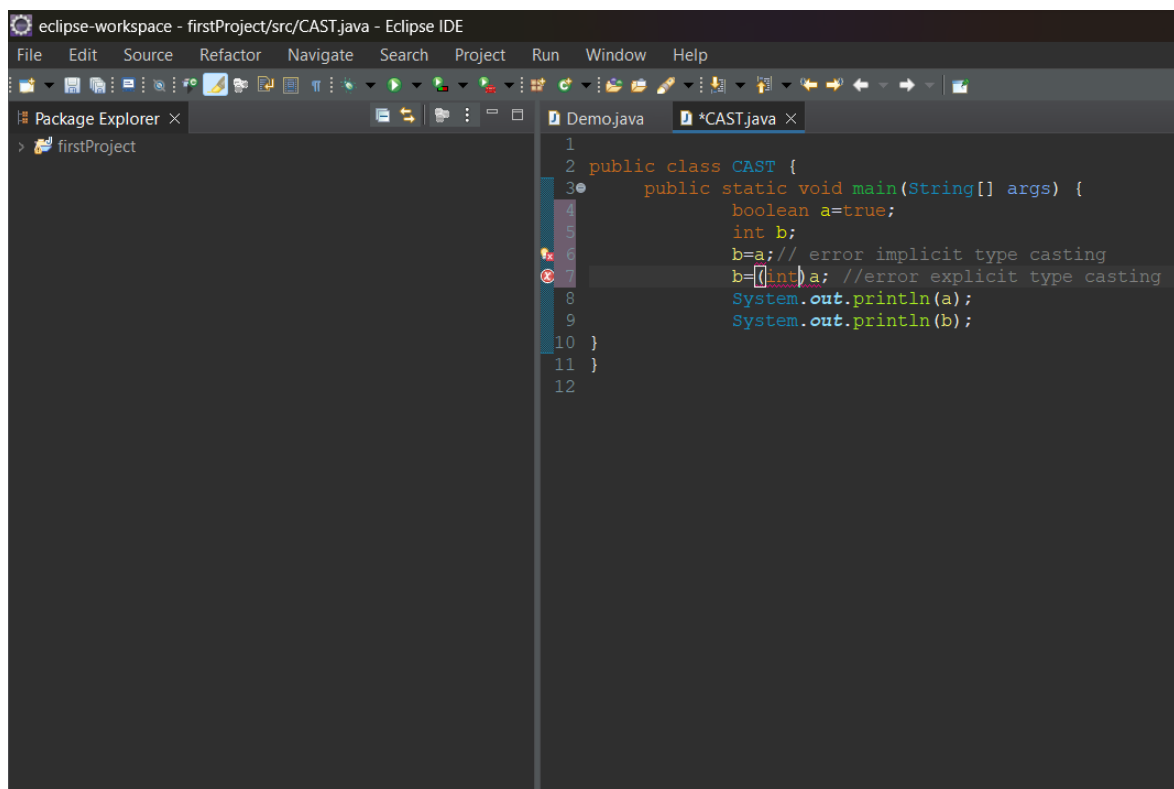 eclipse-workspace - firstProject/src/CAST.java - Eclipse IDE
File Edit Source Refactor Navigate Search Project Run Window Help
Package Explorer
firstProject
Demo.java *CAST.java
1
2 public class CAST {
3 public static void main(String[] args) {
4 boolean a=true;
5 int b;
6 b=a;// error implicit type casting
7 b=(int)a; //error explicit type casting
8 System.out.println(a);
9 System.out.println(b);
10 }
11 }
12